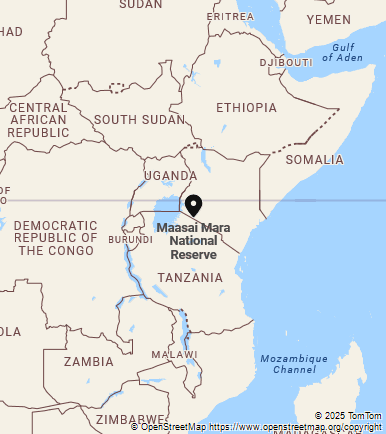 SUDAN
ERITREA
YEMEN
HAD
Gulf
of Aden
DJIBOUTI
CENTRAL
AFRICAN
REPUBLIC
SOUTH SUDAN
ETHIOPIA
SOMALIA
UGANDA
OF
O
DEMOCRATIC
REPUBLIC OF
THE CONGO
BURUNDI
Maasai Mara
National
Reserve
TANZANIA
OLA
ZAMBIA
MALAWI
Mozambique
Channel
ZIMBABWE
© 2025 TomTom
© OpenStreetMap https://www.openstreetmap.org/copyright